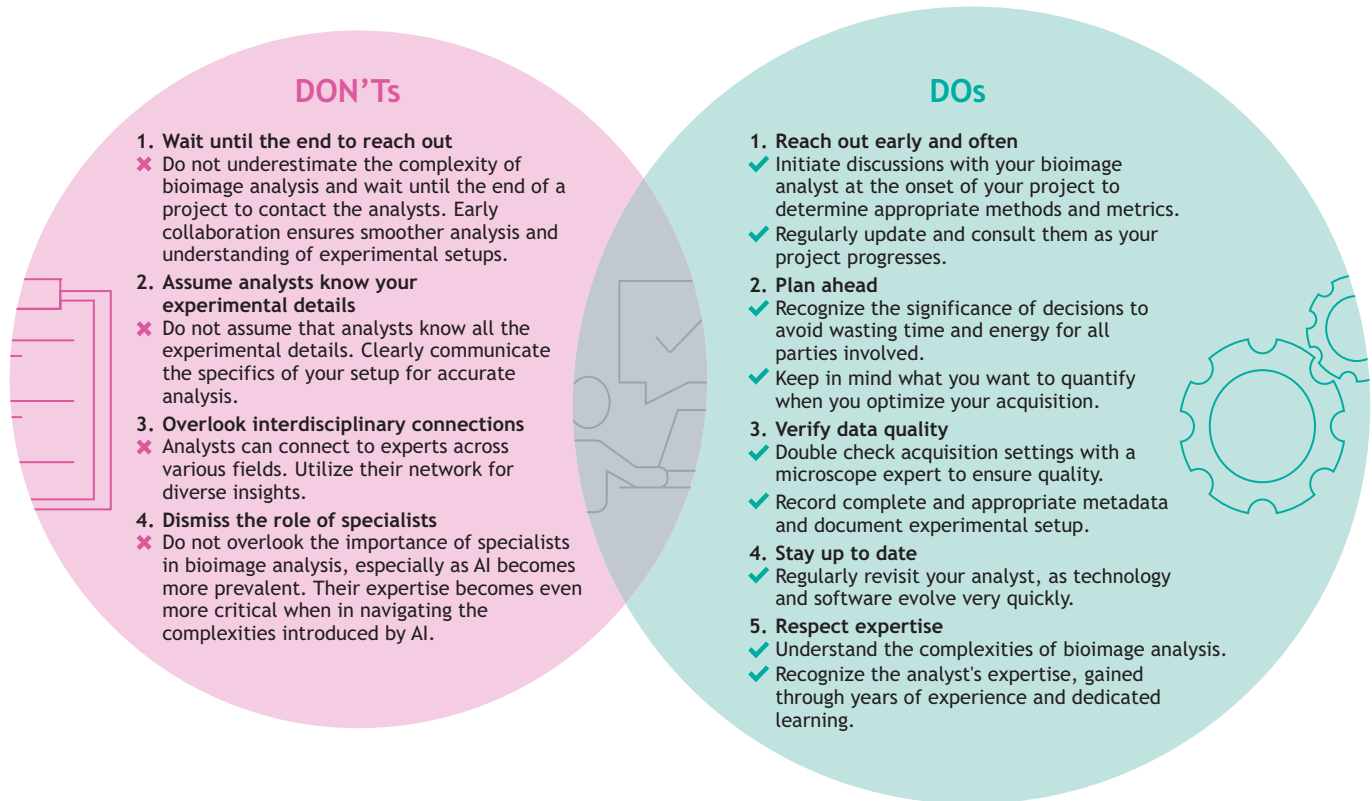 DON'Ts
1. Wait until the end to reach out
✖ Do not underestimate the complexity of
bioimage analysis and wait until the end of a
project to contact the analysts. Early
collaboration ensures smoother analysis and
understanding of experimental setups.
2. Assume analysts know your
experimental details
✖ Do not assume that analysts know all the
experimental details. Clearly communicate
the specifics of your setup for accurate
analysis.
3. Overlook interdisciplinary connections
✖ Analysts can connect to experts across
various fields. Utilize their network for
diverse insights.
4. Dismiss the role of specialists
✖ Do not overlook the importance of specialists
in bioimage analysis, especially as AI becomes
more prevalent. Their expertise becomes even
more critical when in navigating the
complexities introduced by AI.
DOs
1. Reach out early and often
✔ Initiate discussions with your bioimage
analyst at the onset of your project to
determine appropriate methods and metrics.
✔ Regularly update and consult them as your
project progresses.
2. Plan ahead
✔ Recognize the significance of decisions to
avoid wasting time and energy for all
parties involved.
✔ Keep in mind what you want to quantify
when you optimize your acquisition.
3. Verify data quality
✔ Double check acquisition settings with a
microscope expert to ensure quality.
✔ Record complete and appropriate metadata
and document experimental setup.
4. Stay up to date
✔ Regularly revisit your analyst, as technology
and software evolve very quickly.
5. Respect expertise
✔ Understand the complexities of bioimage analysis.
✔ Recognize the analyst's expertise, gained
through years of experience and dedicated
learning.